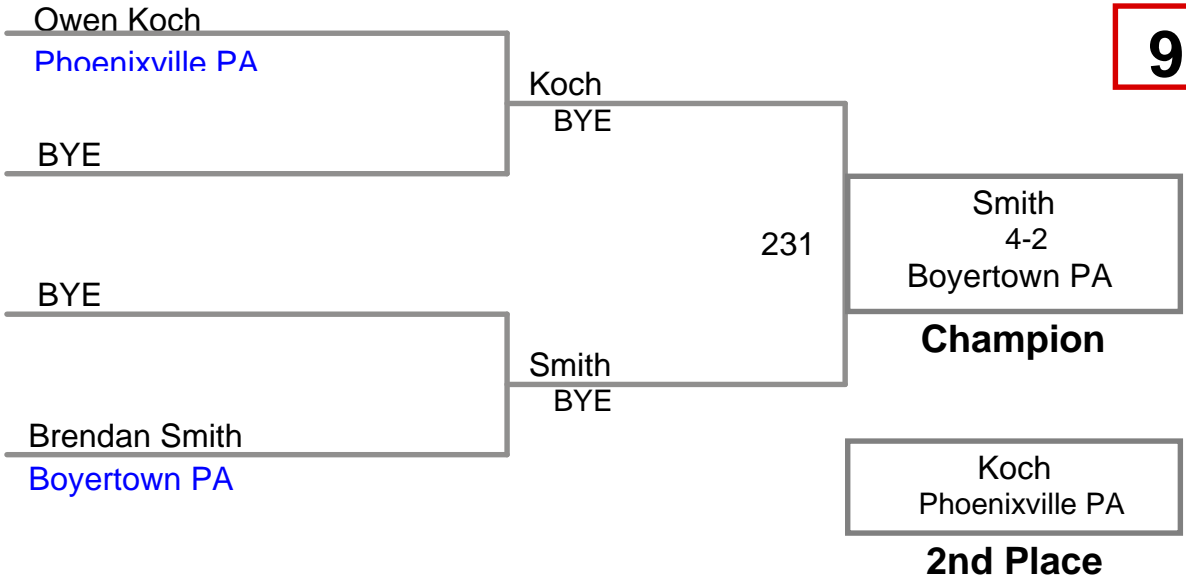 Owen Koch
Phoenixville PA
9
Koch
BYE
BYE
Smith
4-2
Boyertown PA
231
BYE
Champion
Smith
BYE
Brendan Smith
Boyertown PA
Koch
Phoenixville PA
2nd Place